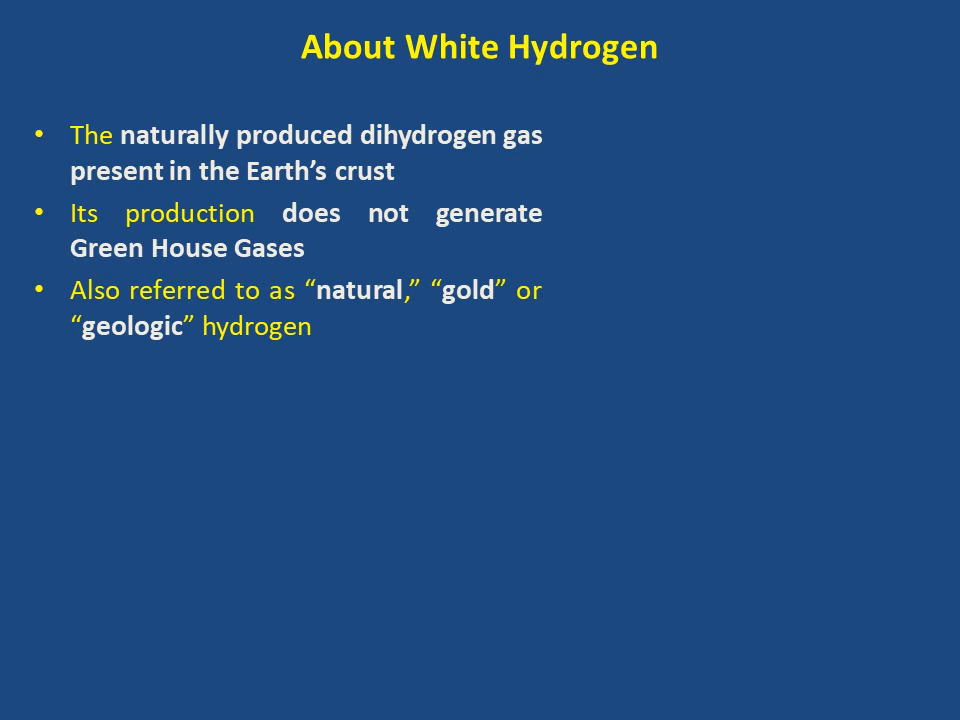 About White Hydrogen
• The naturally produced dihydrogen gas
present in the Earth’s crust
• Its production does not generate
Green House Gases
• Also referred to as “natural,” “gold” or
“geologic” hydrogen